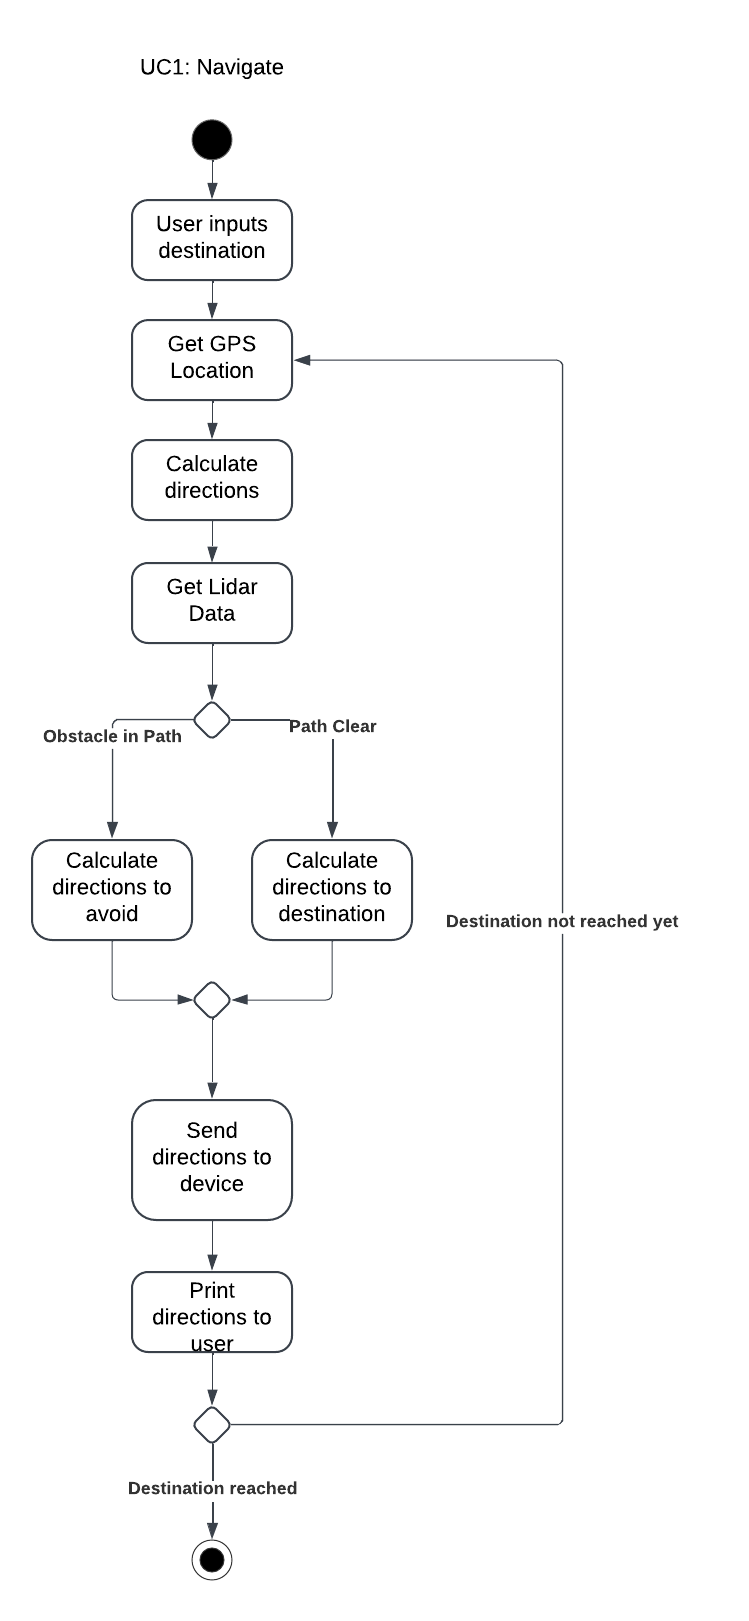 UC1: Navigate
User inputs
destination
Get GPS
Location
Calculate
directions
Get Lidar
Data
Obstacle in Path
Path Clear
Calculate
directions to
avoid
Calculate
directions to
destination
Destination not reached yet
Send
directions to
device
Print
directions to
user
Destination reached